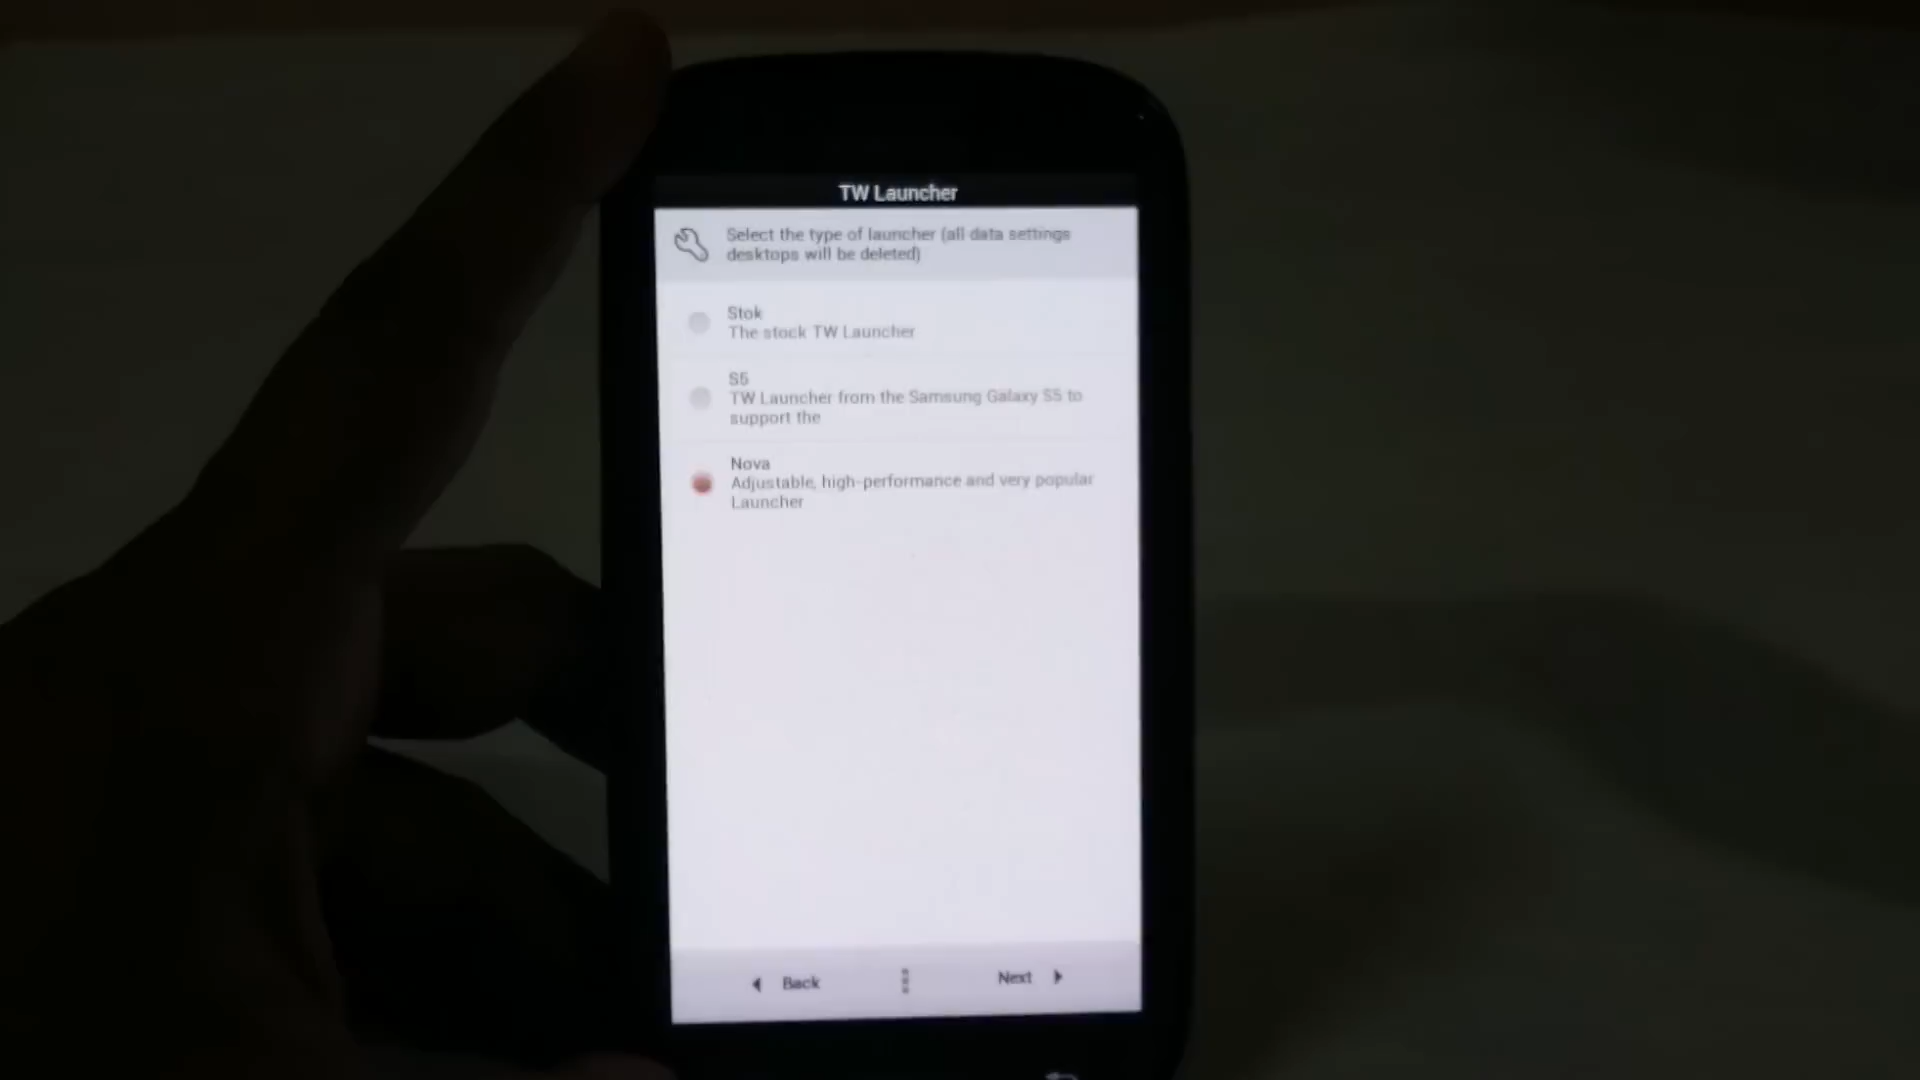 TW Launcher
Select the type of launcher (all data settings
desktops will be deleted)
Stok
The stock TW Launcher
S5
TW Launcher from the Samsung Galaxy S5 to
support the
Nova
Adjustable, high-performance and very popular
Launcher
Back
Next